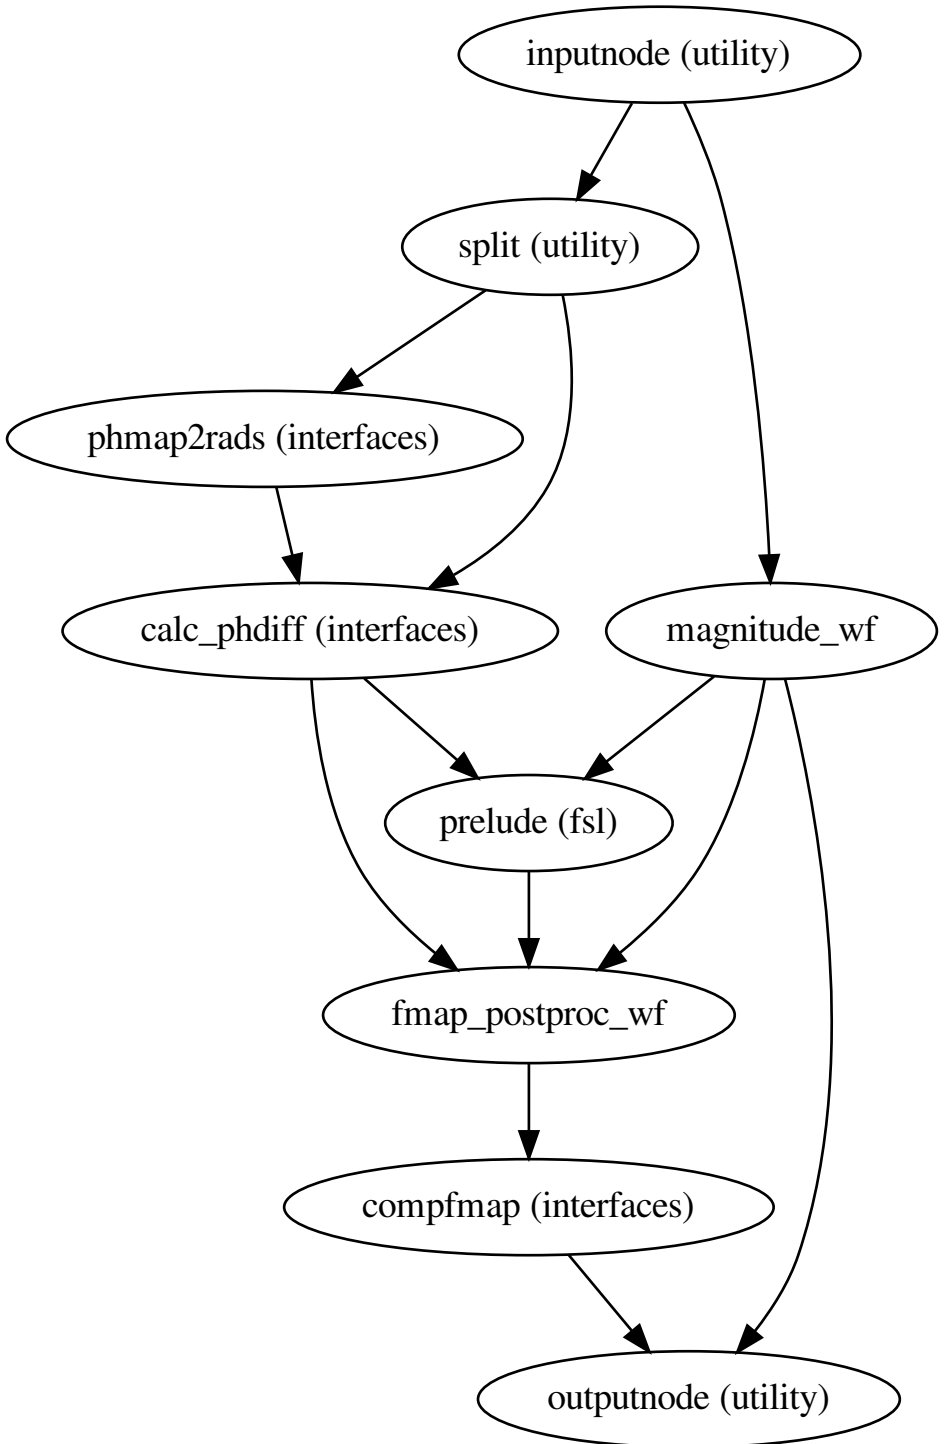 inputnode (utility)
split (utility)
phmap2rads (interfaces)
calc_phdiff (interfaces)
magnitude_wf
prelude (fsl)
fmap_postproc_wf
compfmap (interfaces)
outputnode (utility)